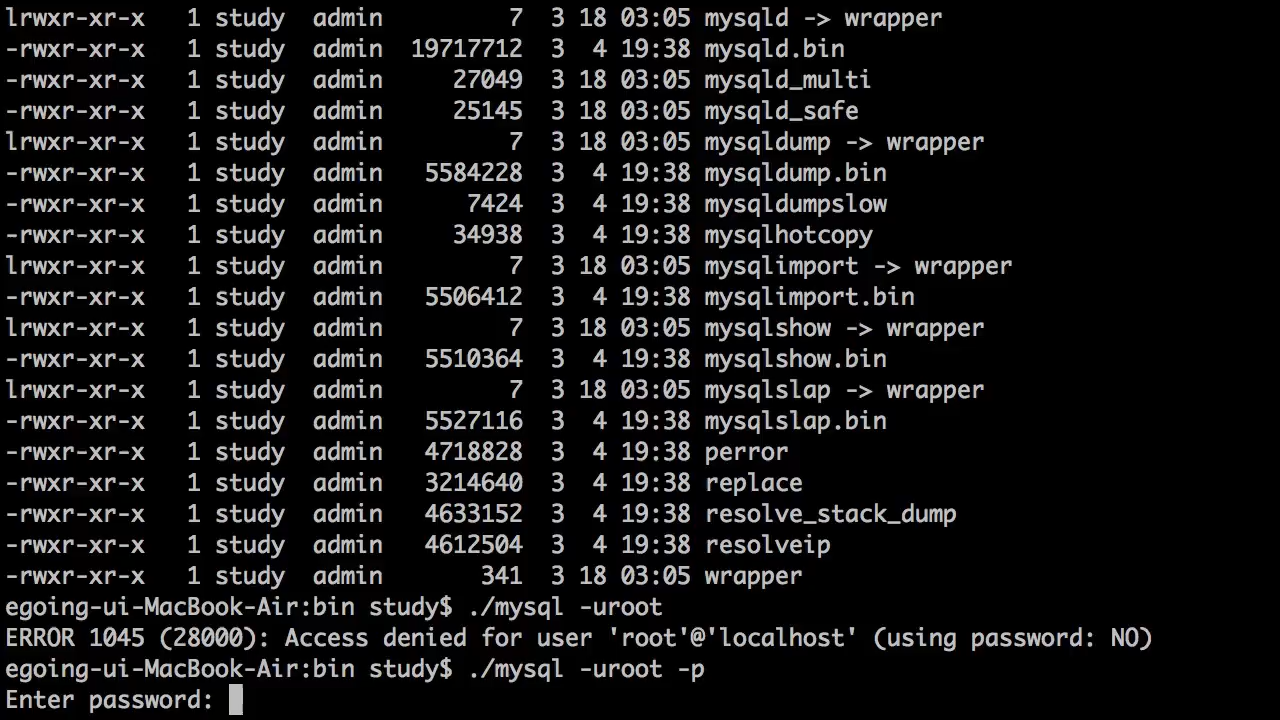 lrwxr-xr-x   1 study  admin         7  3 18 03:05 mysqld -> wrapper
-rwxr-xr-x   1 study  admin  19717712  3  4 19:38 mysqld.bin
-rwxr-xr-x   1 study  admin     27049  3 18 03:05 mysqld_multi
-rwxr-xr-x   1 study  admin     25145  3 18 03:05 mysqld_safe
lrwxr-xr-x   1 study  admin         7  3 18 03:05 mysqldump -> wrapper
-rwxr-xr-x   1 study  admin   5584228  3  4 19:38 mysqldump.bin
-rwxr-xr-x   1 study  admin      7424  3  4 19:38 mysqldumpslow
-rwxr-xr-x   1 study  admin     34938  3  4 19:38 mysqlhotcopy
lrwxr-xr-x   1 study  admin         7  3 18 03:05 mysqlimport -> wrapper
-rwxr-xr-x   1 study  admin   5506412  3  4 19:38 mysqlimport.bin
lrwxr-xr-x   1 study  admin         7  3 18 03:05 mysqlshow -> wrapper
-rwxr-xr-x   1 study  admin   5510364  3  4 19:38 mysqlshow.bin
lrwxr-xr-x   1 study  admin         7  3 18 03:05 mysqlslap -> wrapper
-rwxr-xr-x   1 study  admin   5527116  3  4 19:38 mysqlslap.bin
-rwxr-xr-x   1 study  admin   4718828  3  4 19:38 perror
-rwxr-xr-x   1 study  admin   3214640  3  4 19:38 replace
-rwxr-xr-x   1 study  admin   4633152  3  4 19:38 resolve_stack_dump
-rwxr-xr-x   1 study  admin   4612504  3  4 19:38 resolveip
-rwxr-xr-x   1 study  admin       341  3 18 03:05 wrapper
egoing-ui-MacBook-Air:bin study$ ./mysql -uroot
ERROR 1045 (28000): Access denied for user 'root'@'localhost' (using password: NO)
egoing-ui-MacBook-Air:bin study$ ./mysql -uroot -p
Enter password: